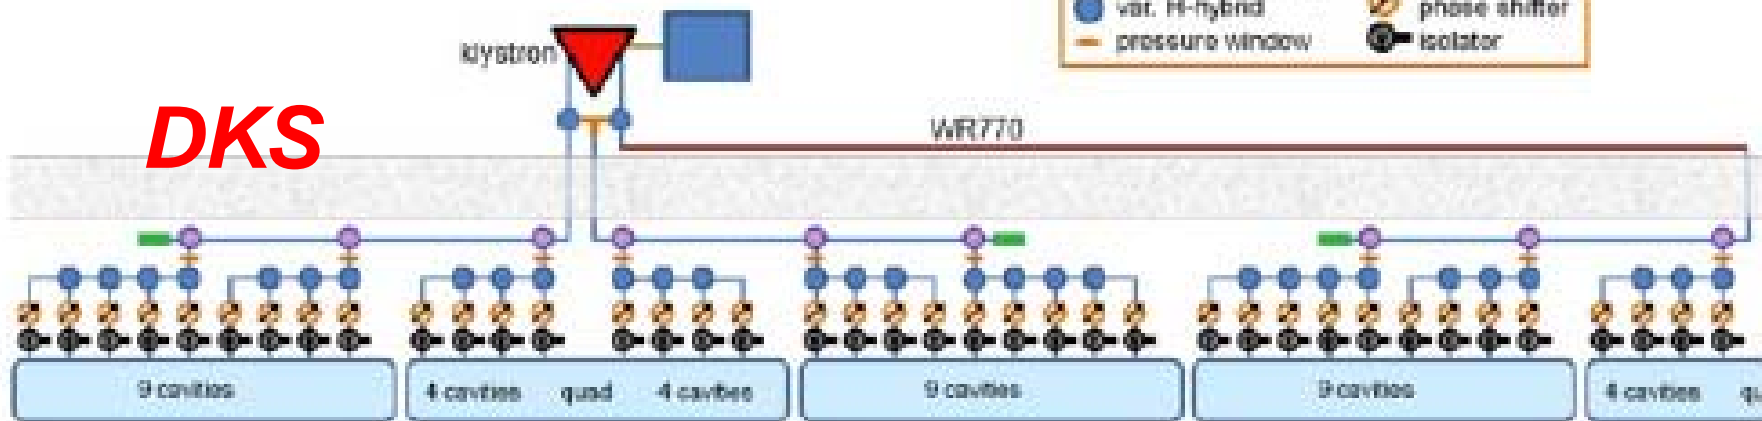 var. H-hybrid
phase shifter
pressure window
isolator
klystron
DKS
WR770
9 cavities
4 cavities quad 4 cavities
9 cavities
9 cavities
4 cavities